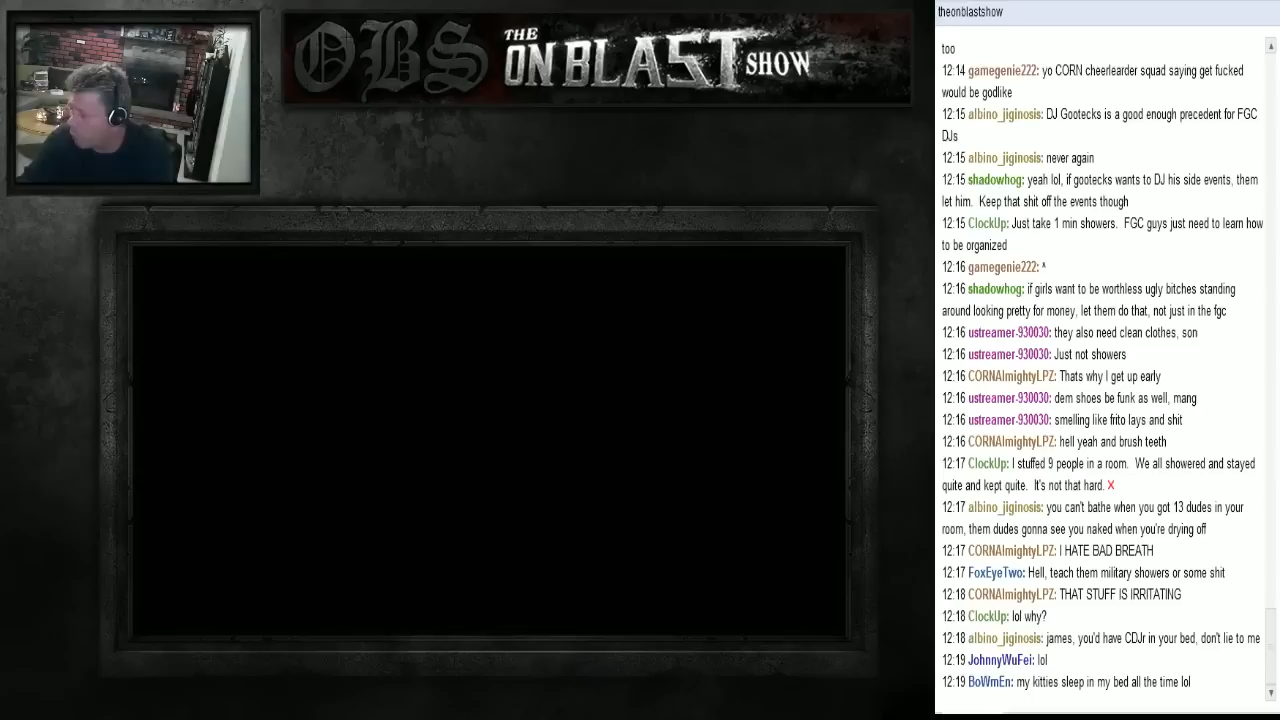 OBS THE ON BLAST SHOW
theonblastshow
too
12:14 gamegenie222: yo CORN cheerlearder squad saying get fucked
would be godlike
12:15 albino_jiginosis: DJ Gootecks is a good enough precedent for FGC
DJs
12:15 albino_jiginosis: never again
12:15 shadowhog: yeah lol, if gootecks wants to DJ his side events, them
let him. Keep that shit off the events though
12:15 ClockUp: Just take 1 min showers. FGC guys just need to learn how
to be organized
12:16 gamegenie222: ^
12:16 shadowhog: if girls want to be worthless ugly bitches standing
around looking pretty for money, let them do that, not just in the fgc
12:16 ustreamer-930030: they also need clean clothes, son
12:16 ustreamer-930030: Just not showers
12:16 CORNAlmightyLPZ: Thats why I get up early
12:16 ustreamer-930030: dem shoes be funk as well, mang
12:16 ustreamer-930030: smelling like frito lays and shit
12:16 CORNAlmightyLPZ: hell yeah and brush teeth
12:17 ClockUp: I stuffed 9 people in a room. We all showered and stayed
quite and kept quite. It's not that hard. X
12:17 albino_jiginosis: you can't bathe when you got 13 dudes in your
room, them dudes gonna see you naked when you're drying off
12:17 CORNAlmightyLPZ: I HATE BAD BREATH
12:17 FoxEyeTwo: Hell, teach them military showers or some shit
12:18 CORNAlmightyLPZ: THAT STUFF IS IRRITATING
12:18 ClockUp: lol why?
12:18 albino_jiginosis: james, you'd have CDJr in your bed, don't lie to me
12:19 JohnnyWuFei: lol
12:19 BoWmEn: my kitties sleep in my bed all the time lol